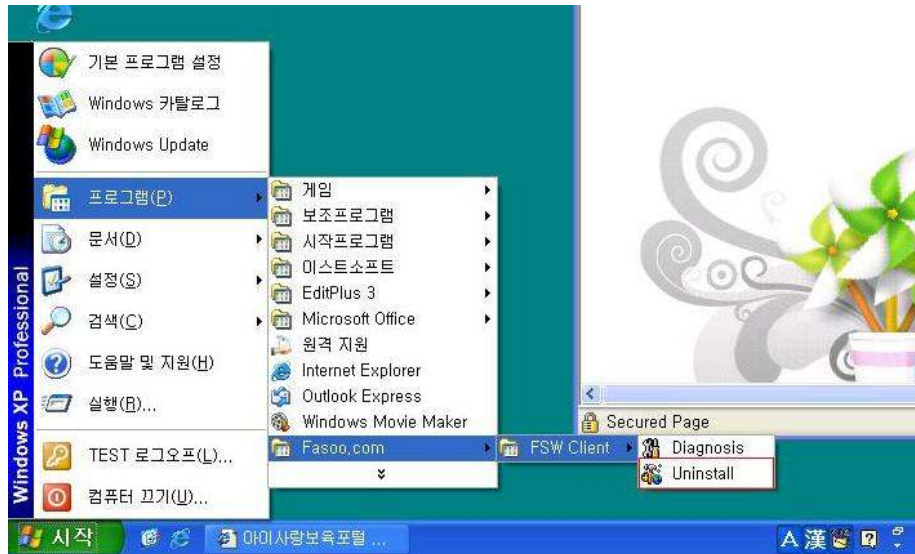 기본 프로그램 설정
Windows 카탈로그
Windows Update
프로그램(P)
문서(D)
설정(S)
검색(C)
도움말 및 지원(H)
실행(R)...
TEST 로그오프(L)...
컴퓨터 끄기(U)...
Windows XP Professional
게임
보조프로그램
시작프로그램
이스트소프트
EditPlus 3
Microsoft Office
원격 지원
Internet Explorer
Outlook Express
Windows Movie Maker
Fasoo.com
FSW Client
Diagnosis
Uninstall
Secured Page
시작
아이사랑보육포털 ...
A 漢